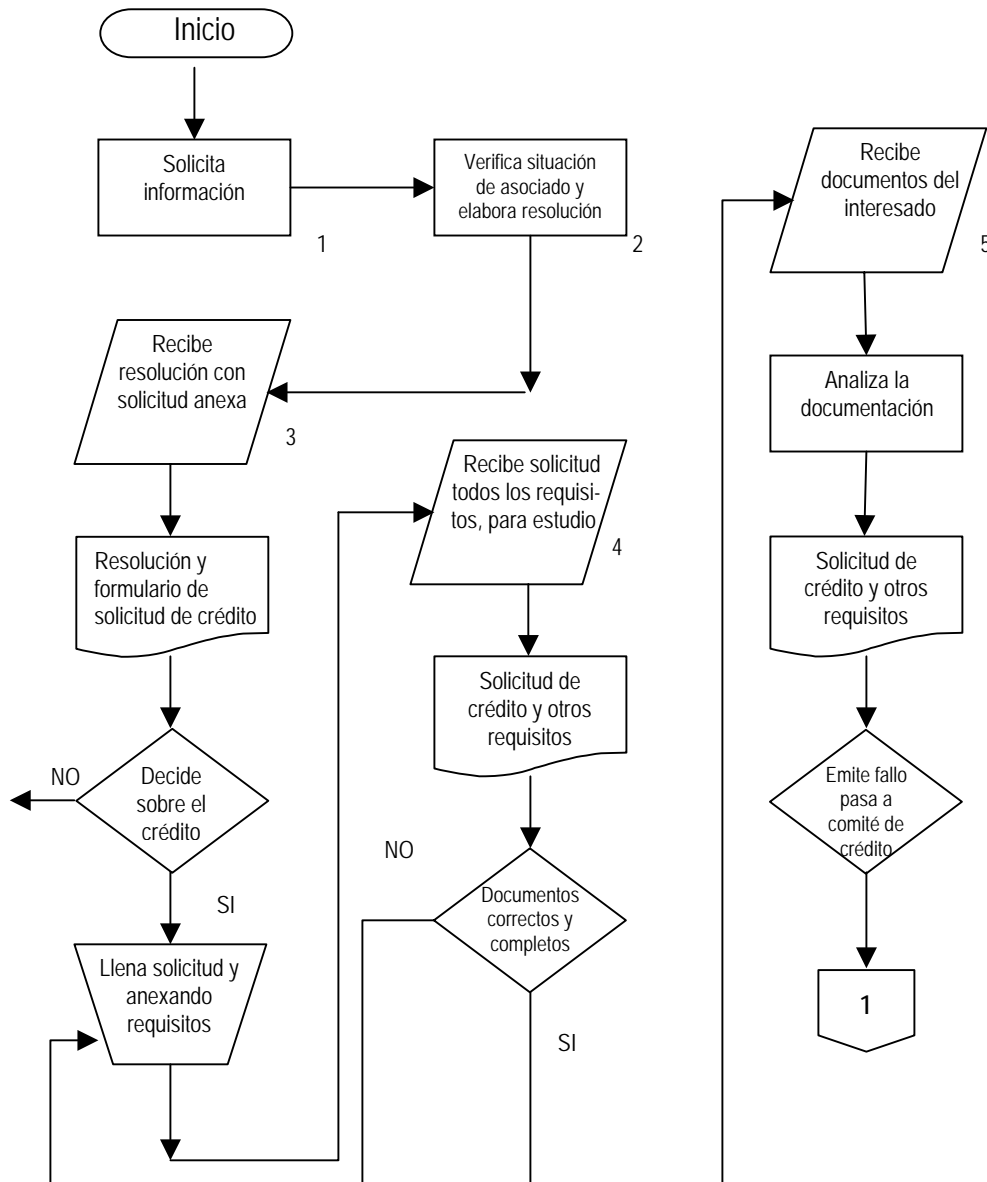 Inicio
Solicita
información
1
Verifica situación
de asociado y
elabora resolución
2
Recibe
resolución con
solicitud anexa
3
Resolución y
formulario de
solicitud de crédito
Decide
sobre el
crédito
NO
SI
Llena solicitud y
anexando
requisitos
Recibe solicitud
todos los requisi-
tos, para estudio
4
Solicitud de
crédito y otros
requisitos
Documentos
correctos y
completos
NO
SI
Recibe
documentos del
interesado
5
Analiza la
documentación
Solicitud de
crédito y otros
requisitos
Emite fallo
pasa a
comité de
crédito
1